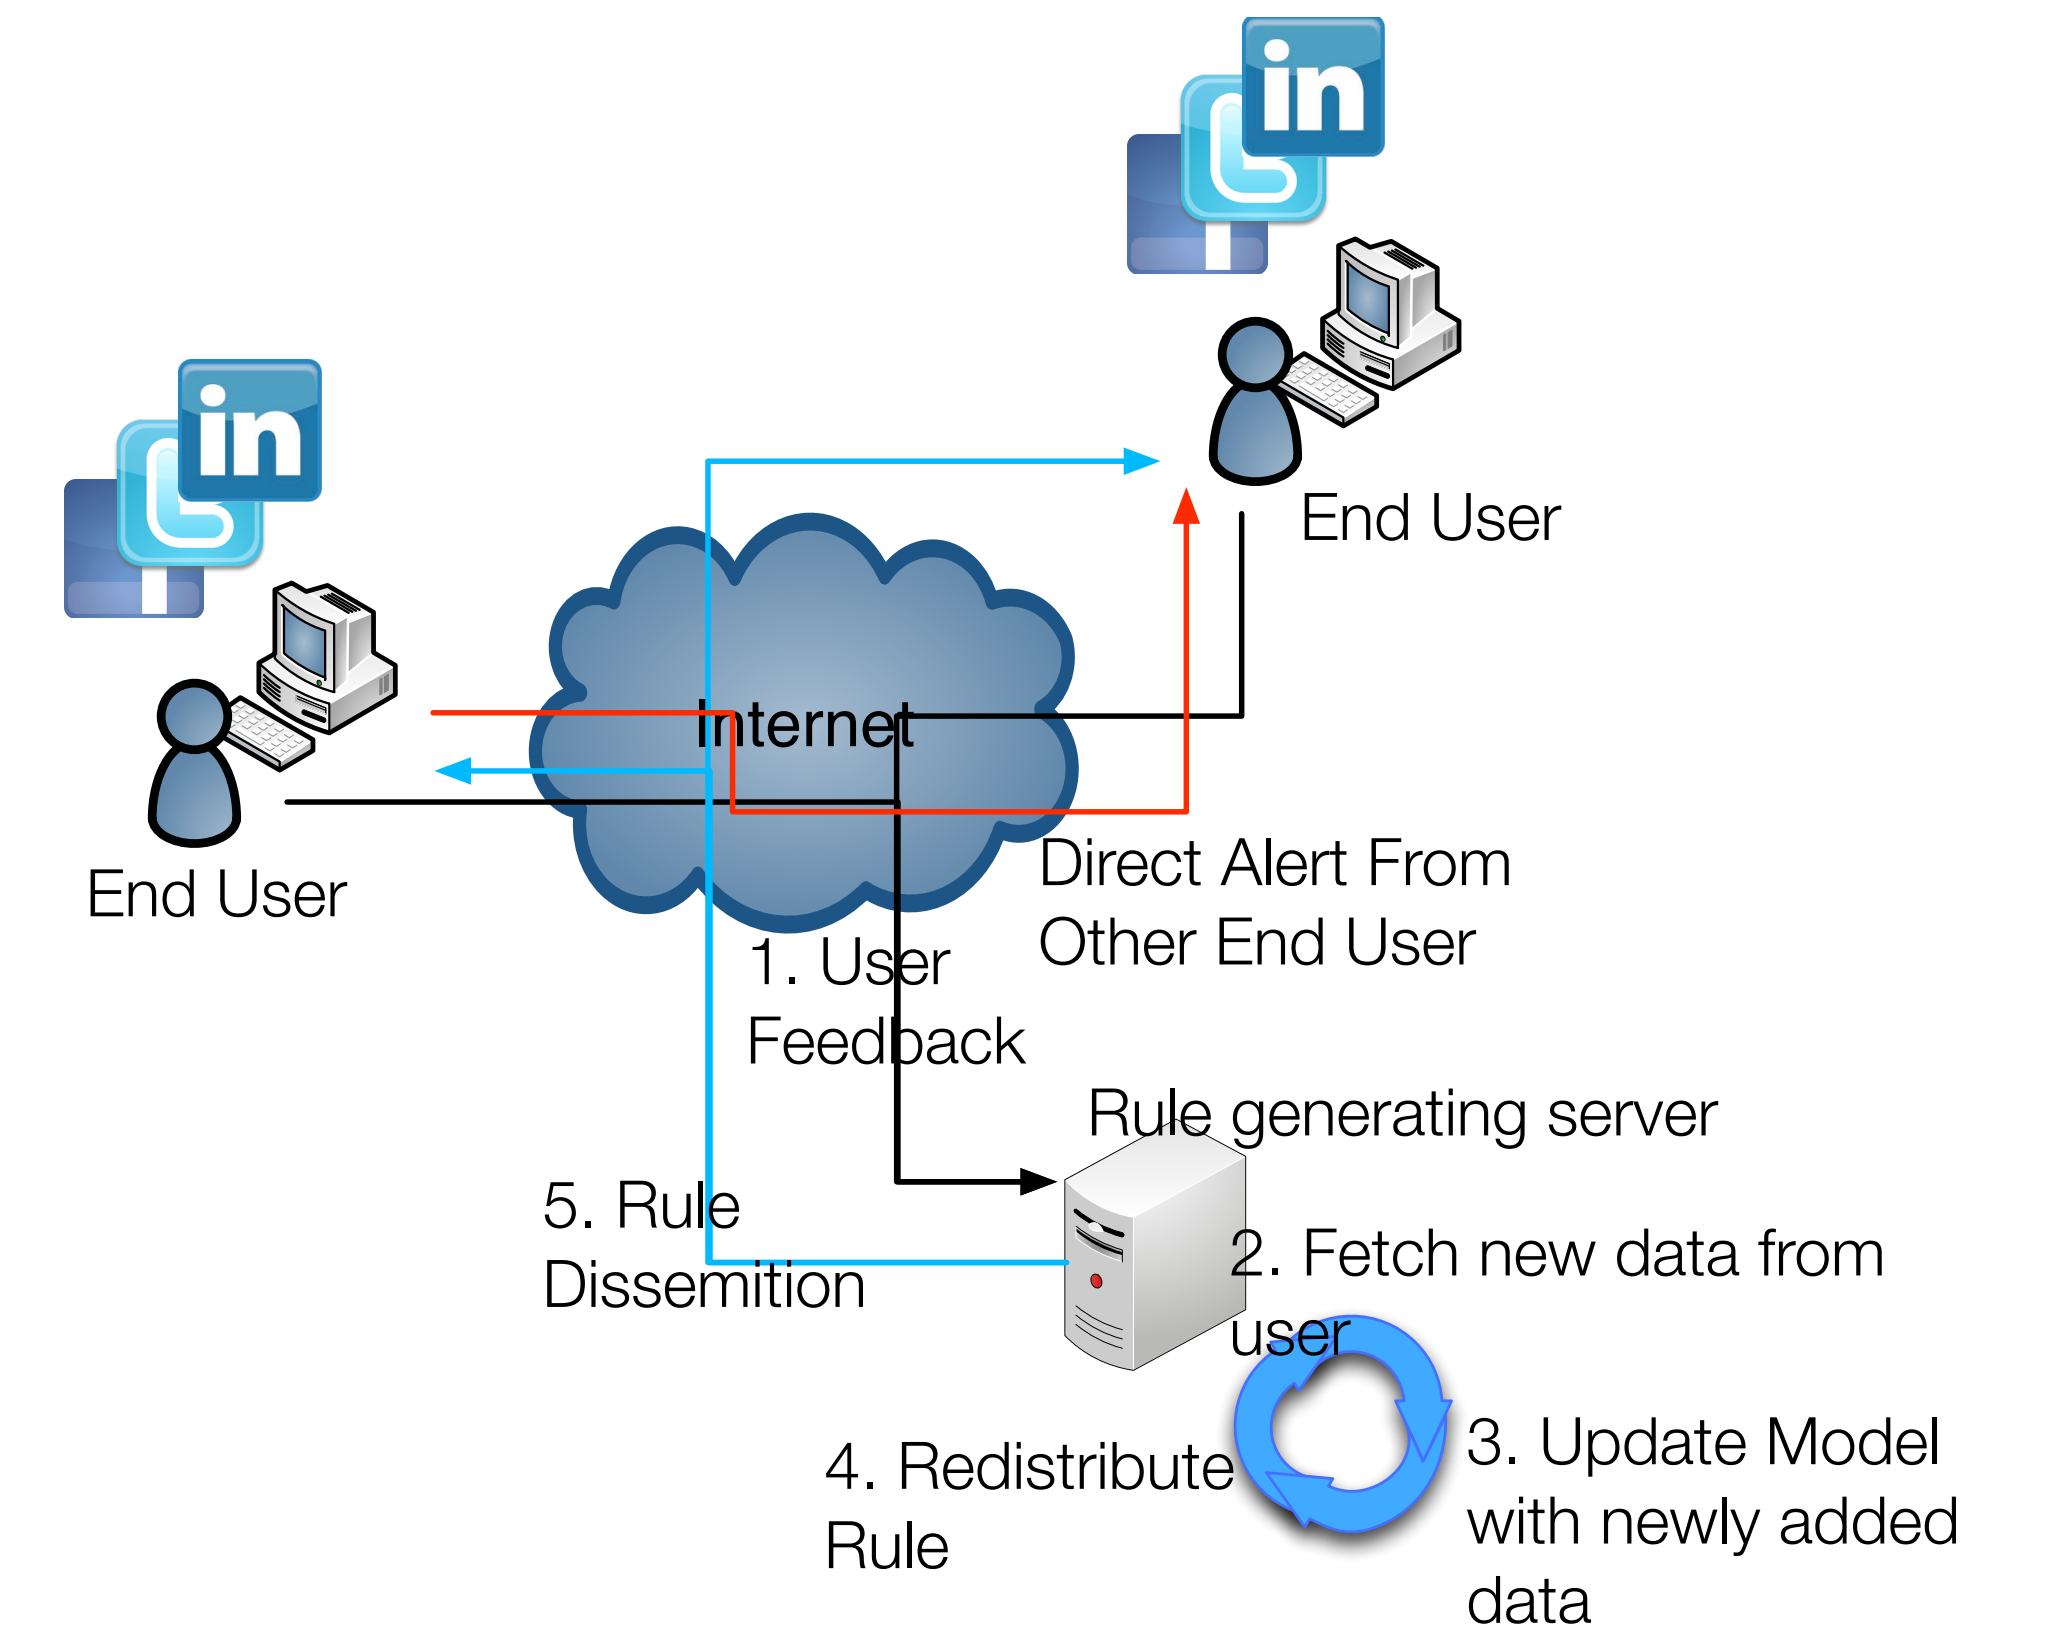 in
in
End User
Internet
End User
Direct Alert From
Other End User
1. User
Feedback
Rule generating server
5. Rule
Dissemition
2. Fetch new data from
user
4. Redistribute
Rule
3. Update Model
with newly added
data